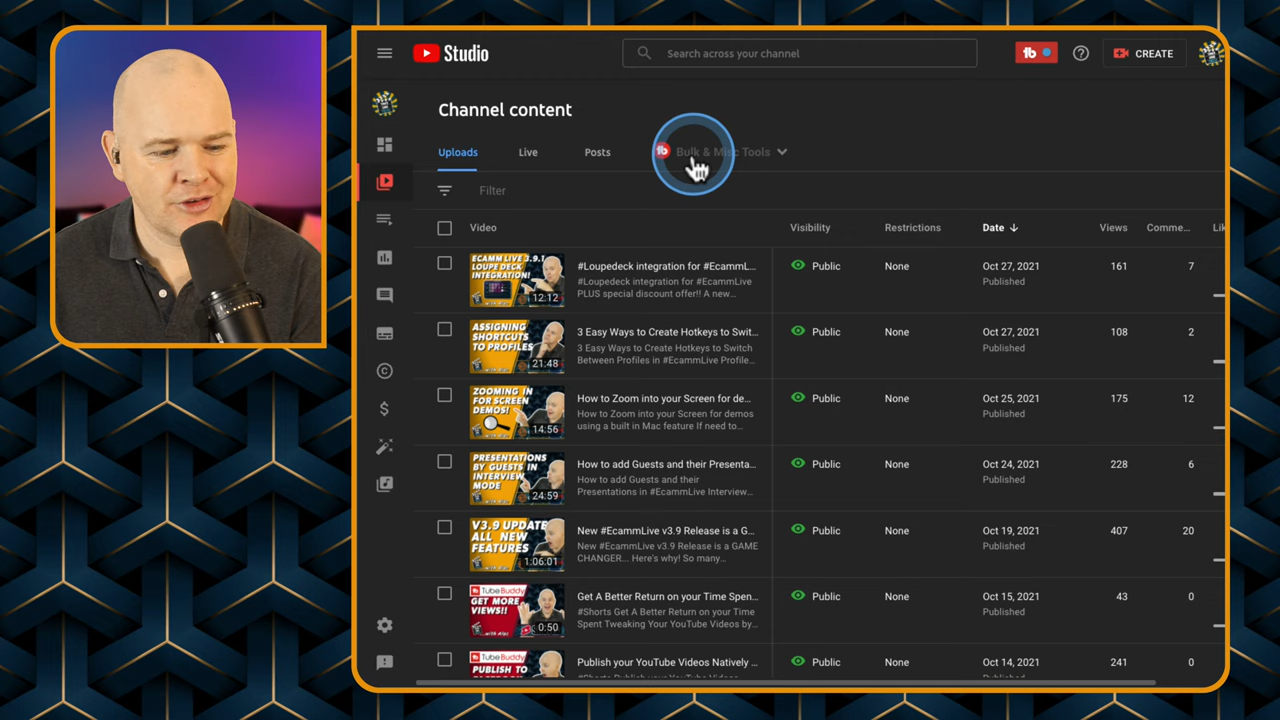 Studio
Search across your channel
CREATE
Channel content
Uploads
Live
Posts
Bulk & Misc Tools
Filter
Video
Visibility
Restrictions
Date
Views
Comme...
ECAMM LIVE 3.9.1
LOUPE DECK
INTEGRATION!
12:12
#Loupedeck integration for #EcammL...
#Loupedeck integration for #EcammLive
PLUS special discount offer!! A new...
Public
None
Oct 27, 2021
Published
161
7
ASSIGNING
SHORTCUTS
TO PROFILES
21:48
3 Easy Ways to Create Hotkeys to Swit...
3 Easy Ways to Create Hotkeys to Switch
Between Profiles in #EcammLive Profile...
Public
None
Oct 27, 2021
Published
108
2
ZOOMING IN
FOR SCREEN
DEMOS!
14:56
How to Zoom into your Screen for de...
How to Zoom into your Screen for demos
using a built in Mac feature If need to...
Public
None
Oct 25, 2021
Published
175
12
PRESENTATIONS
BY GUESTS IN
INTERVIEW
MODE
24:59
How to add Guests and their Presenta...
How to add Guests and their
Presentations in #EcammLive Interview...
Public
None
Oct 24, 2021
Published
228
6
V3.9 UPDATE
ALL NEW
FEATURES
1:06:01
New #EcammLive v3.9 Release is a G...
New #EcammLive v3.9 Release is a GAME
CHANGER... Here's why! So many...
Public
None
Oct 19, 2021
Published
407
20
TubeBuddy
GET MORE
VIEWS!!
0:50
Get A Better Return on your Time Spen...
#Shorts Get A Better Return on your Time
Spent Tweaking Your YouTube Videos by...
Public
None
Oct 15, 2021
Published
43
0
TubeBuddy
PUBLISH TO
Publish your YouTube Videos Natively ...
Public
None
Oct 14, 2021
241
0